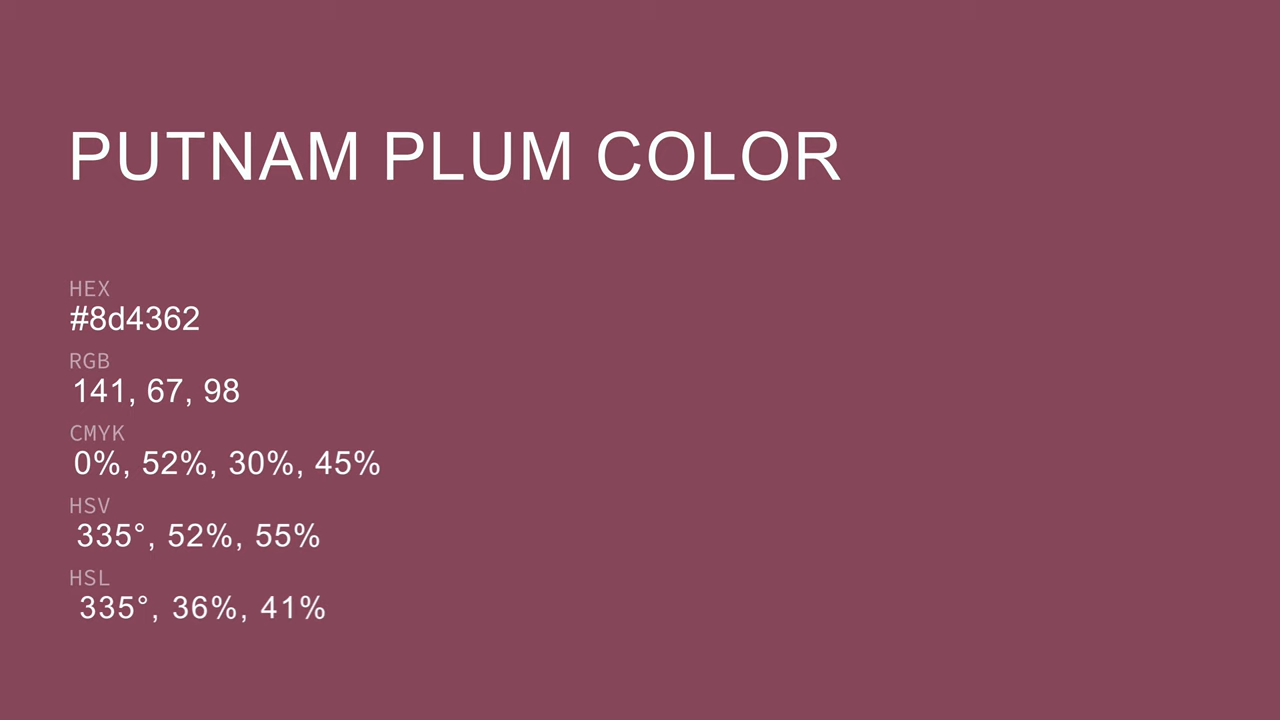 PUTNAM PLUM COLOR
HEX
#8d4362
RGB
141, 67, 98
CMYK
0%, 52%, 30%, 45%
HSV
335°, 52%, 55%
HSL
335°, 36%, 41%